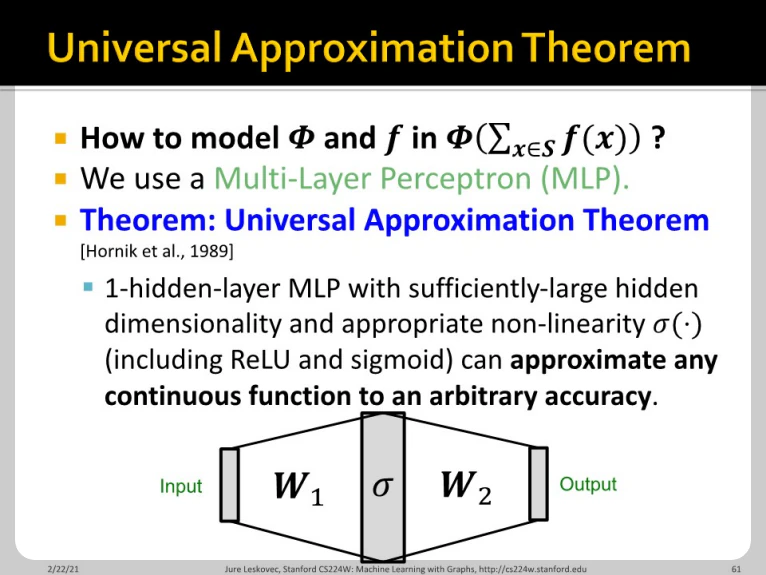 Universal Approximation Theorem
How to model Φ and f in Φ(∑x∈S f(x)) ?
We use a Multi-Layer Perceptron (MLP).
Theorem: Universal Approximation Theorem
[Hornik et al., 1989]
1-hidden-layer MLP with sufficiently-large hidden
dimensionality and appropriate non-linearity σ(·)
(including ReLU and sigmoid) can approximate any
continuous function to an arbitrary accuracy.
Input W1 σ W2 Output
2/22/21 Jure Leskovec, Stanford CS224W: Machine Learning with Graphs, http://cs224w.stanford.edu 61